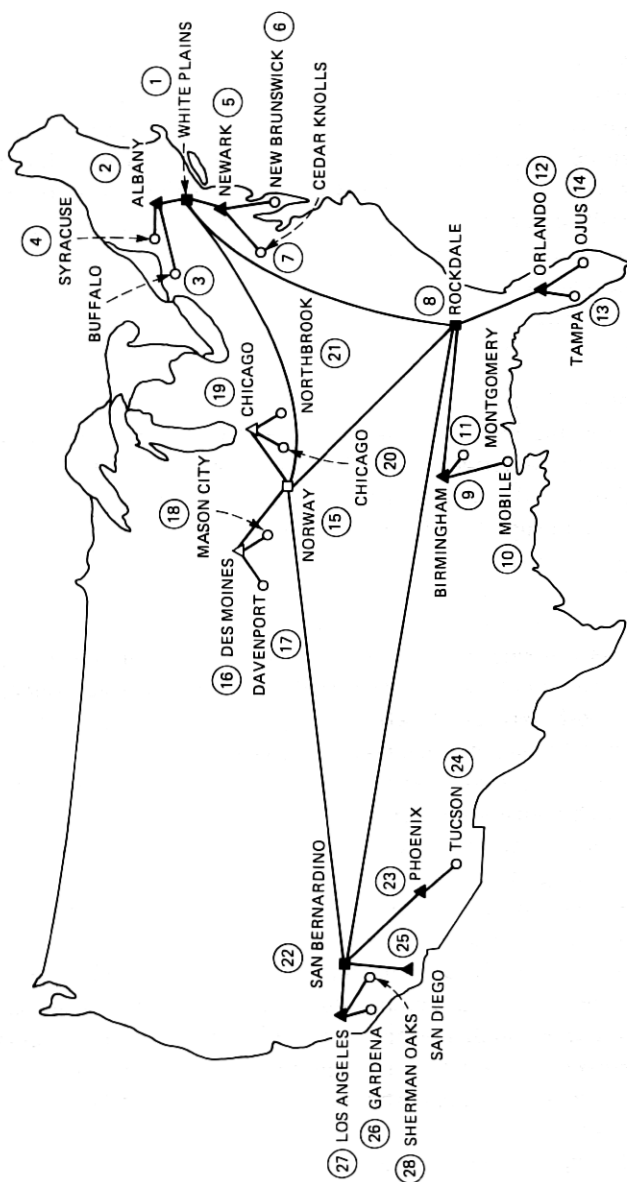 1
WHITE PLAINS
2
ALBANY
4
SYRACUSE
BUFFALO
3
NEWARK 5
NEW BRUNSWICK 6
CEDAR KNOLLS
7
8
ROCKDALE
ORLANDO 12
OJUS 14
TAMPA
13
19
CHICAGO
NORTHBROOK
21
CHICAGO
20
18
MASON CITY
NORWAY
15
16 DES MOINES
DAVENPORT
17
BIRMINGHAM
9
11
MONTGOMERY
MOBILE
10
22
SAN BERNARDINO
23
PHOENIX
TUCSON 24
25
SAN DIEGO
27 LOS ANGELES
26 GARDENA
28 SHERMAN OAKS